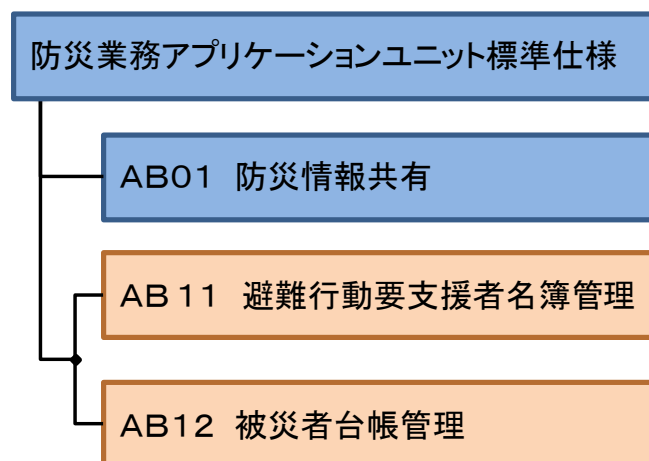 防災業務アプリケーションユニット標準仕様
AB01 防災情報共有
AB11 避難行動要支援者名簿管理
AB12 被災者台帳管理